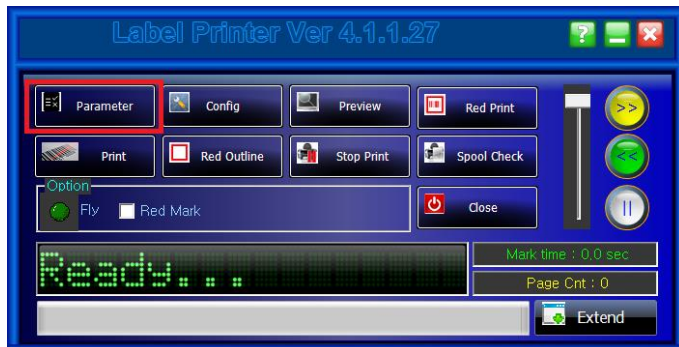 Label Printer Ver 4.1.1.27
?
Parameter
Config
Preview
Red Print
>>
Print
Red Outline
Stop Print
Spool Check
<<
Option
Fly
Red Mark
Close
||
Ready...
Mark time : 0,0 sec
Page Cnt : 0
Extend